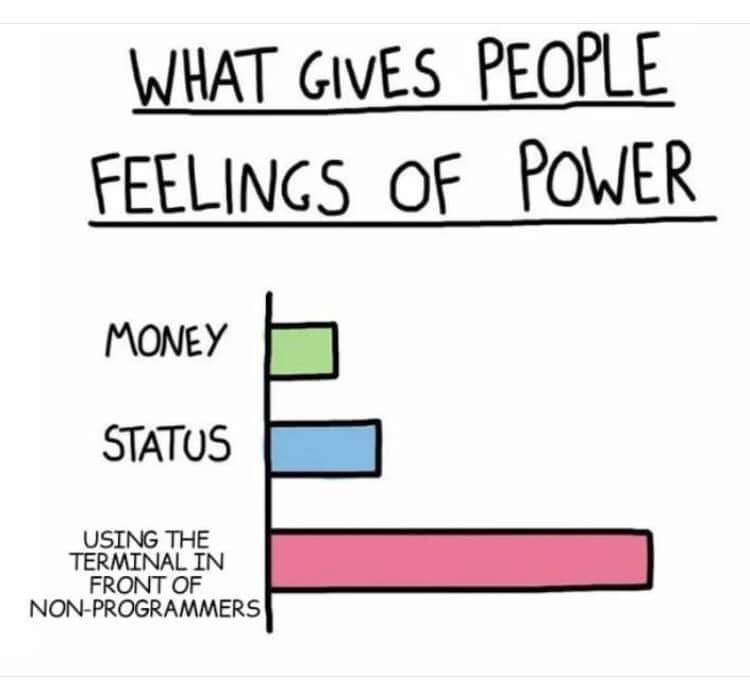 WHAT GIVES PEOPLE
FEELINGS OF POWER
MONEY
STATUS
USING THE
TERMINAL IN
FRONT OF
NON-PROGRAMMERS